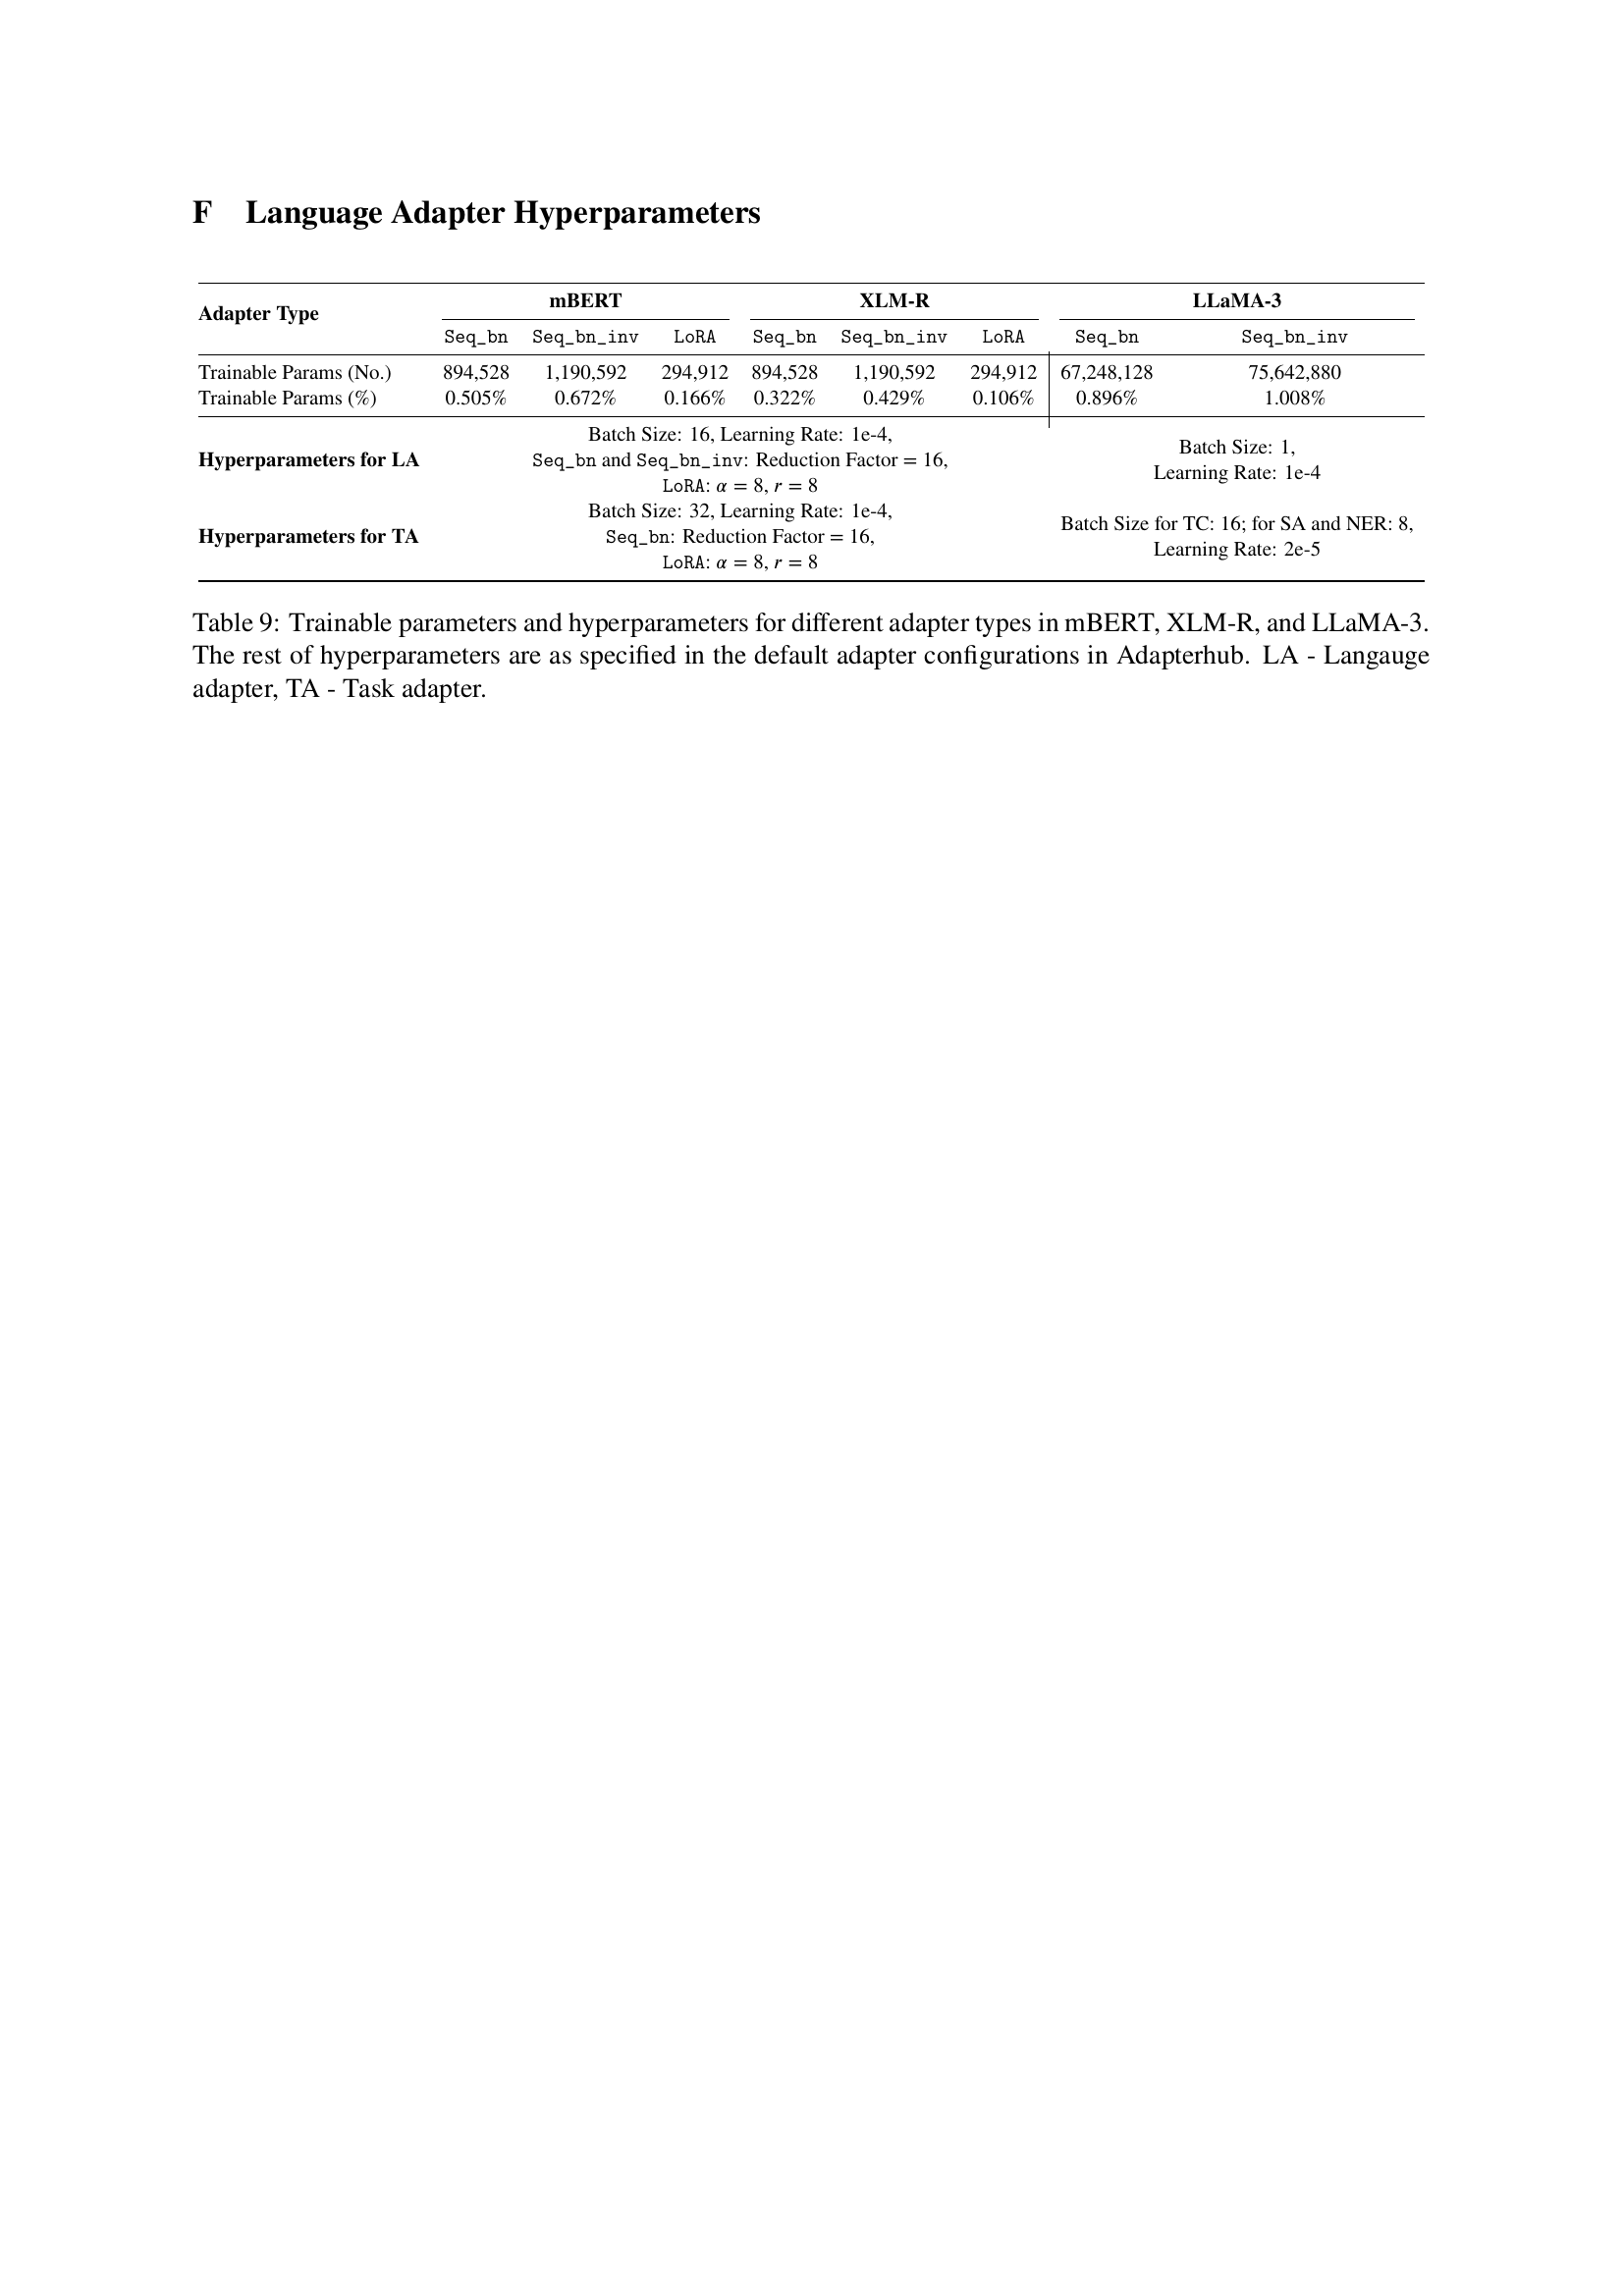 F Language Adapter Hyperparameters
Adapter Type mBERT XLM-R LLaMA-3
Seq_bn Seq_bn_inv LoRA Seq_bn Seq_bn_inv LoRA Seq_bn Seq_bn_inv
Trainable Params (No.) 894,528 1,190,592 294,912 894,528 1,190,592 294,912 67,248,128 75,642,880
Trainable Params (%) 0.505% 0.672% 0.166% 0.322% 0.429% 0.106% 0.896% 1.008%
Hyperparameters for LA
Batch Size: 16, Learning Rate: 1e-4,
Seq_bn and Seq_bn_inv: Reduction Factor = 16,
LoRA: α = 8, r = 8
Batch Size: 1,
Learning Rate: 1e-4
Hyperparameters for TA
Batch Size: 32, Learning Rate: 1e-4,
Seq_bn: Reduction Factor = 16,
LoRA: α = 8, r = 8
Batch Size for TC: 16; for SA and NER: 8,
Learning Rate: 2e-5
Table 9: Trainable parameters and hyperparameters for different adapter types in mBERT, XLM-R, and LLaMA-3.
The rest of hyperparameters are as specified in the default adapter configurations in Adapterhub. LA - Langauge
adapter, TA - Task adapter.